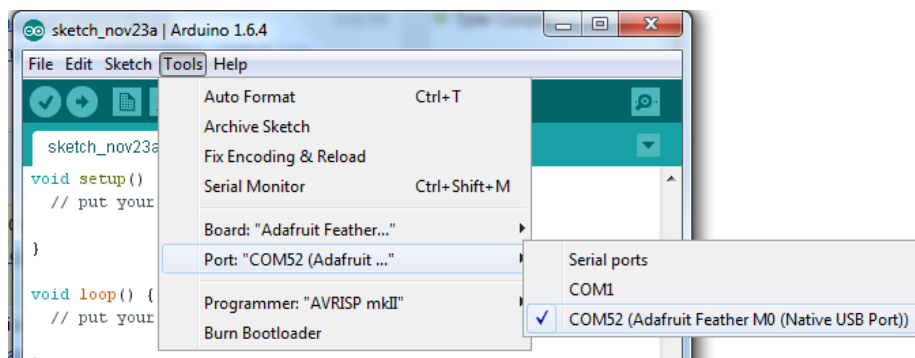 sketch_nov23a | Arduino 1.6.4
File Edit Sketch Tools Help
Auto Format Ctrl+T
Archive Sketch
sketch_nov23a
Fix Encoding & Reload
void setup()
Serial Monitor Ctrl+Shift+M
// put your
Board: "Adafruit Feather..."
}
Port: "COM52 (Adafruit ..."
Serial ports
void loop() {
Programmer: "AVRISP mkII"
COM1
// put your
Burn Bootloader
COM52 (Adafruit Feather M0 (Native USB Port))